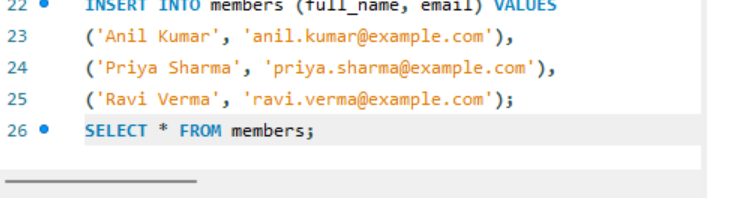 22 INSERT INTO members (full_name, email) VALUES
23 ('Anil Kumar', 'anil.kumar@example.com'),
24 ('Priya Sharma', 'priya.sharma@example.com'),
25 ('Ravi Verma', 'ravi.verma@example.com');
26 SELECT * FROM members;